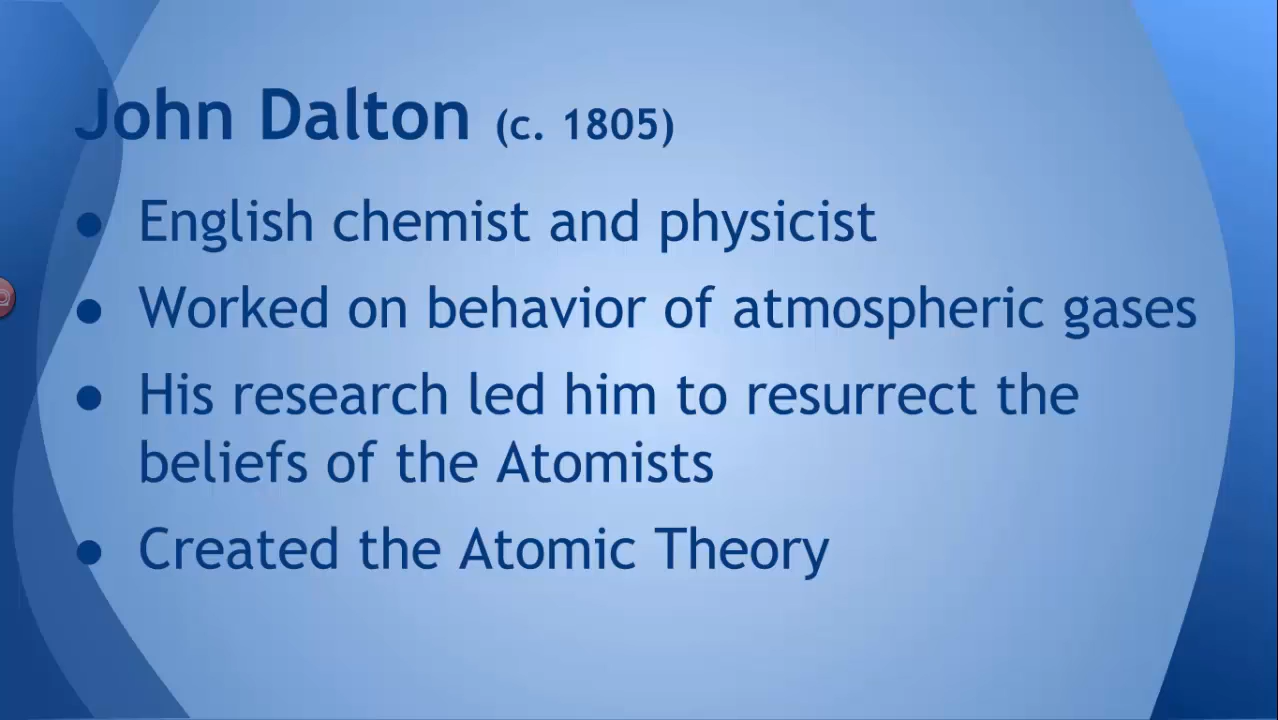 John Dalton (c. 1805)
● English chemist and physicist
● Worked on behavior of atmospheric gases
● His research led him to resurrect the
beliefs of the Atomists
● Created the Atomic Theory